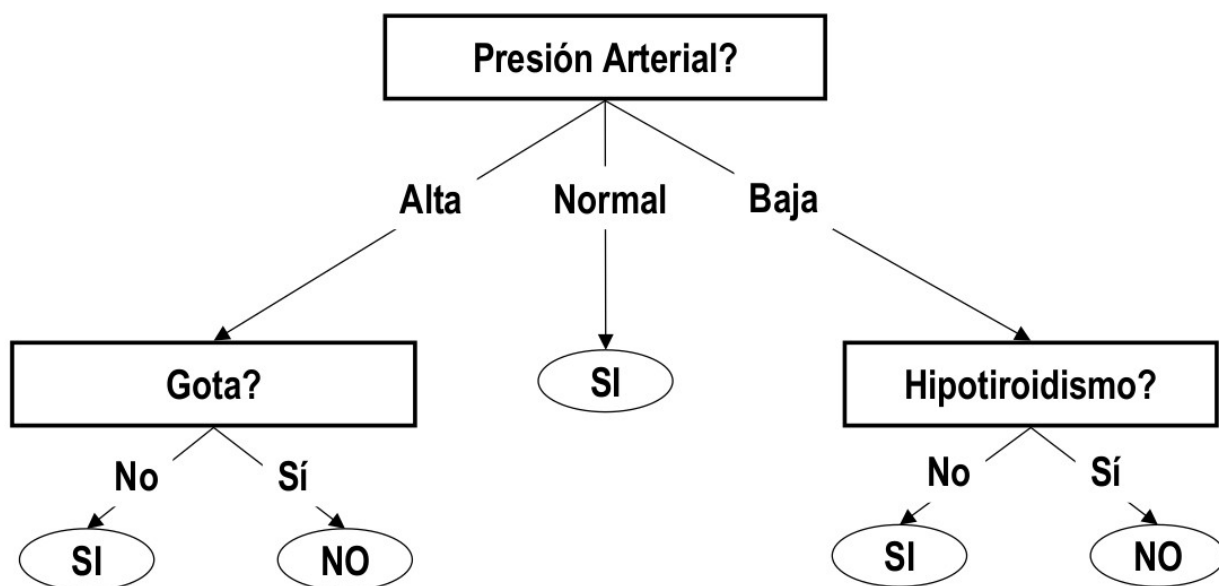 Presión Arterial?
Alta Normal Baja
Gota? SI Hipotiroidismo?
No Sí No Sí
SI NO SI NO